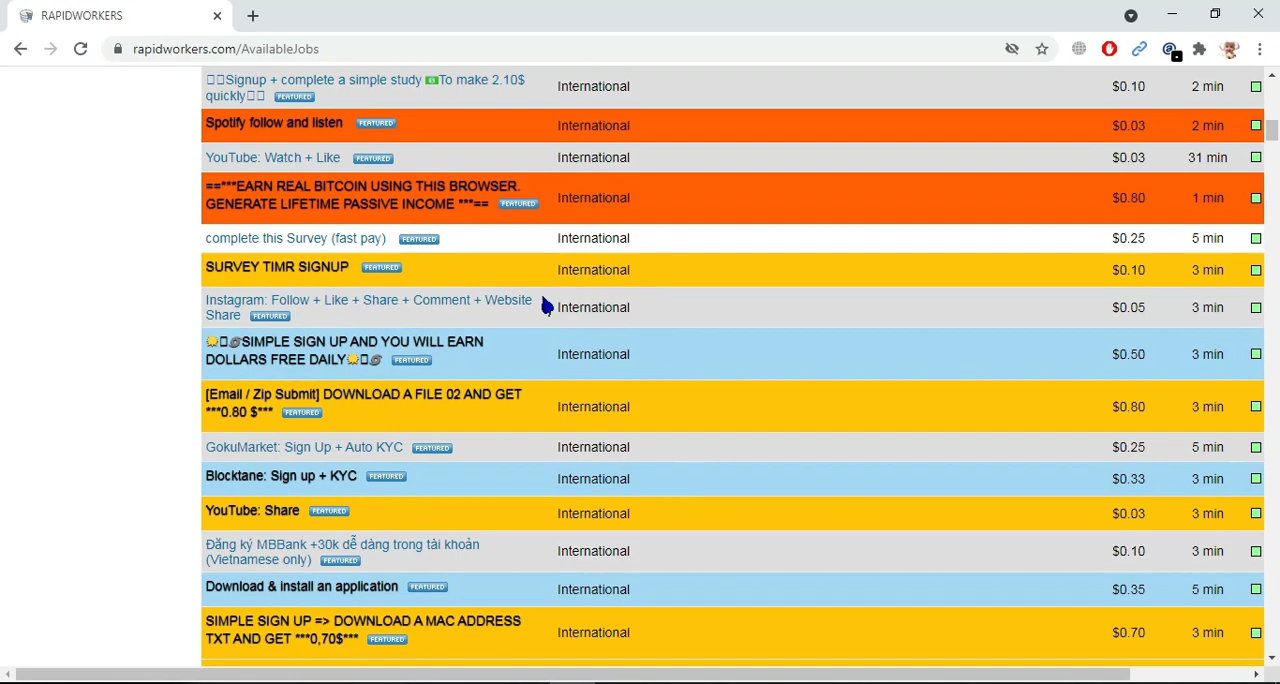 RAPIDWORKERS
rapidworkers.com/AvailableJobs
Signup + complete a simple study 💵To make 2.10$ International $0.10 2 min
quickly FEATURED
Spotify follow and listen FEATURED International $0.03 2 min
YouTube: Watch + Like FEATURED International $0.03 31 min
==***EARN REAL BITCOIN USING THIS BROWSER. International $0.80 1 min
GENERATE LIFETIME PASSIVE INCOME ***== FEATURED
complete this Survey (fast pay) FEATURED International $0.25 5 min
SURVEY TIMR SIGNUP FEATURED International $0.10 3 min
Instagram: Follow + Like + Share + Comment + Website International $0.05 3 min
Share FEATURED
SIMPLE SIGN UP AND YOU WILL EARN International $0.50 3 min
DOLLARS FREE DAILY FEATURED
[Email / Zip Submit] DOWNLOAD A FILE 02 AND GET International $0.80 3 min
***0.80 $*** FEATURED
GokuMarket: Sign Up + Auto KYC FEATURED International $0.25 5 min
Blocktane: Sign up + KYC FEATURED International $0.33 3 min
YouTube: Share FEATURED International $0.03 3 min
Đăng ký MBBank +30k dễ dàng trong tài khoản International $0.10 3 min
(Vietnamese only) FEATURED
Download & install an application FEATURED International $0.35 5 min
SIMPLE SIGN UP => DOWNLOAD A MAC ADDRESS International $0.70 3 min
TXT AND GET ***0,70$*** FEATURED